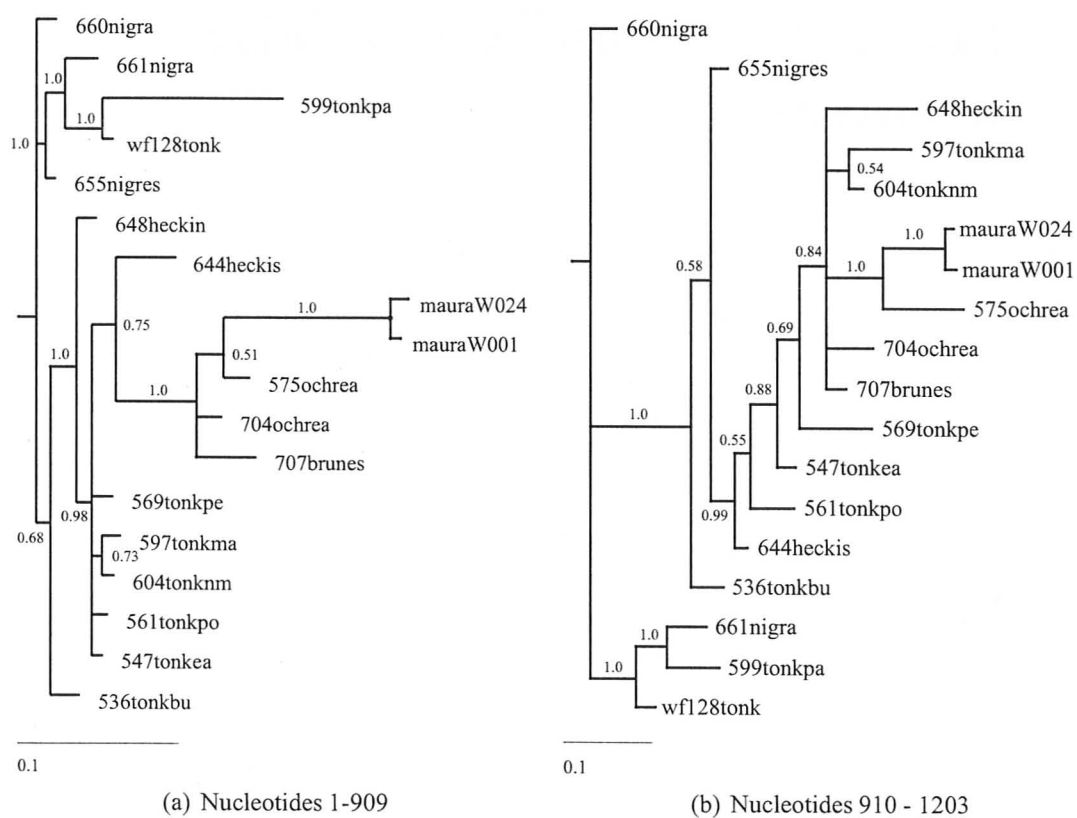 660nigra
661nigra
1.0
599tonkpa
1.0
wf128tonk
1.0
655nigres
648heckin
644heckis
0.75
mauraW024
1.0
mauraW001
1.0
0.51
575ochrea
1.0
704ochrea
707brunes
569tonkpe
0.98
0.68
597tonkma
0.73
604tonknm
561tonkpo
547tonkea
536tonkbu
0.1
(a) Nucleotides 1-909
660nigra
655nigres
648heckin
597tonkma
0.54
604tonknm
mauraW024
1.0
0.84
mauraW001
1.0
0.58
575ochrea
0.69
704ochrea
0.88
707brunes
1.0
569tonkpe
0.55
547tonkea
561tonkpo
0.99
644heckis
536tonkbu
661nigra
1.0
599tonkpa
1.0
wf128tonk
0.1
(b) Nucleotides 910 - 1203